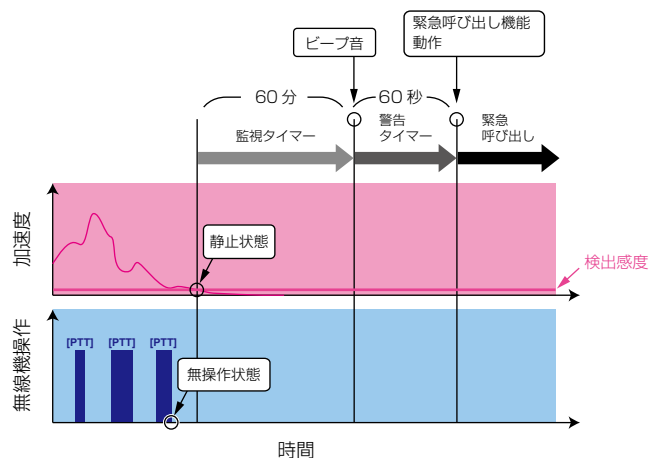 ビープ音
緊急呼び出し機能
動作
60分
60秒
監視タイマー
警告
タイマー
緊急
呼び出し
加速度
静止状態
検出感度
無線機操作
[PTT]
[PTT]
[PTT]
無操作状態
時間